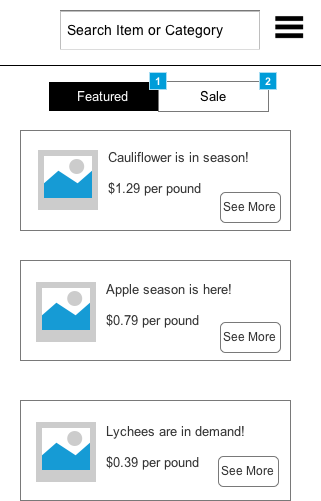 Search Item or Category
1
2
Featured
Sale
Cauliflower is in season!
$1.29 per pound
See More
Apple season is here!
$0.79 per pound
See More
Lychees are in demand!
$0.39 per pound
See More